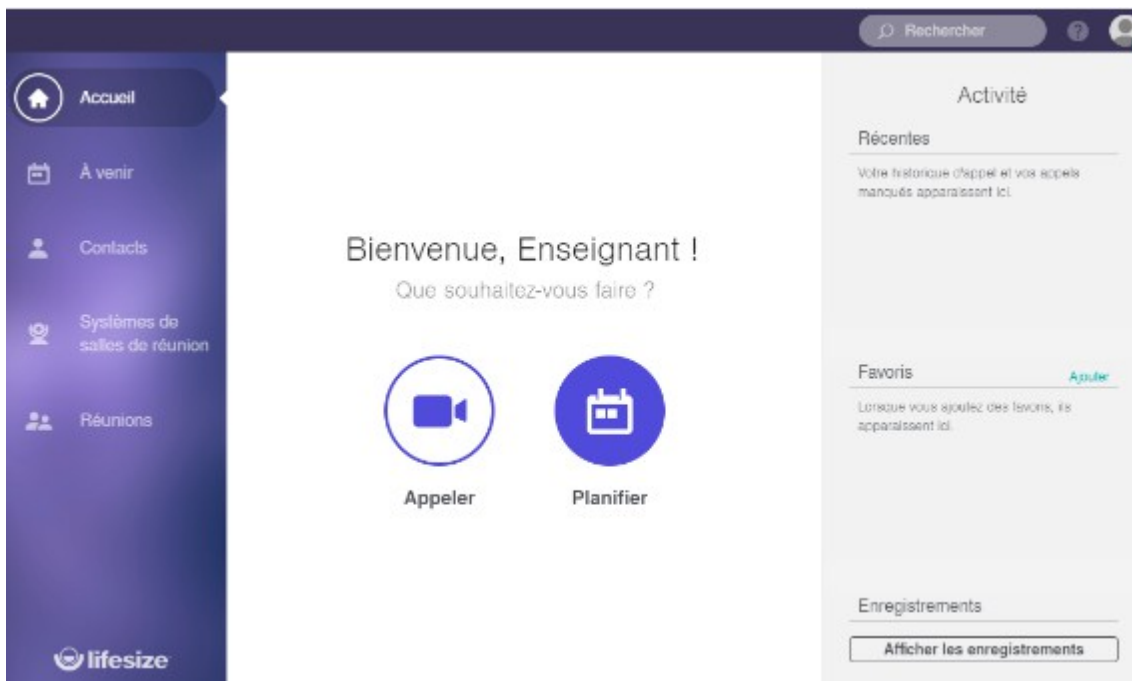 Rechercher
?
Accueil
À venir
Contacts
Systèmes de
salles de réunion
Réunions
lifesize
Bienvenue, Enseignant !
Que souhaitez-vous faire ?
Appeler
Planifier
Activité
Récentes
Votre historique d'appel et vos appels
manqués apparaissent ici.
Favoris
Ajouter
Lorsque vous ajoutez des favoris, ils
apparaissent ici.
Enregistrements
Afficher les enregistrements